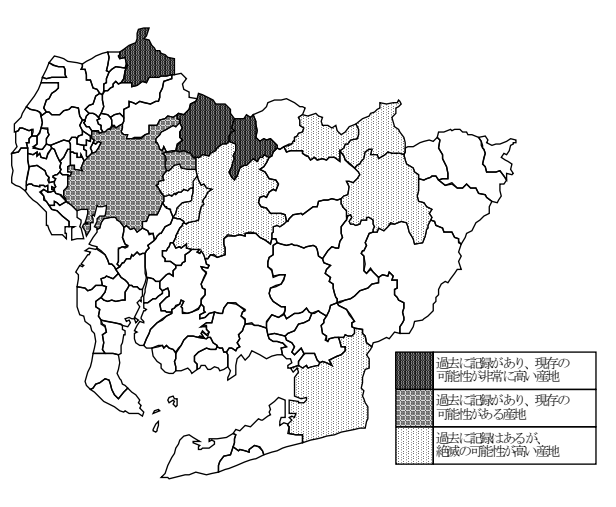 過去に記録があり、現存の
可能性が非常に高い産地
過去に記録があり、現存の
可能性がある産地
過去に記録はあるが、
絶滅の可能性が高い産地